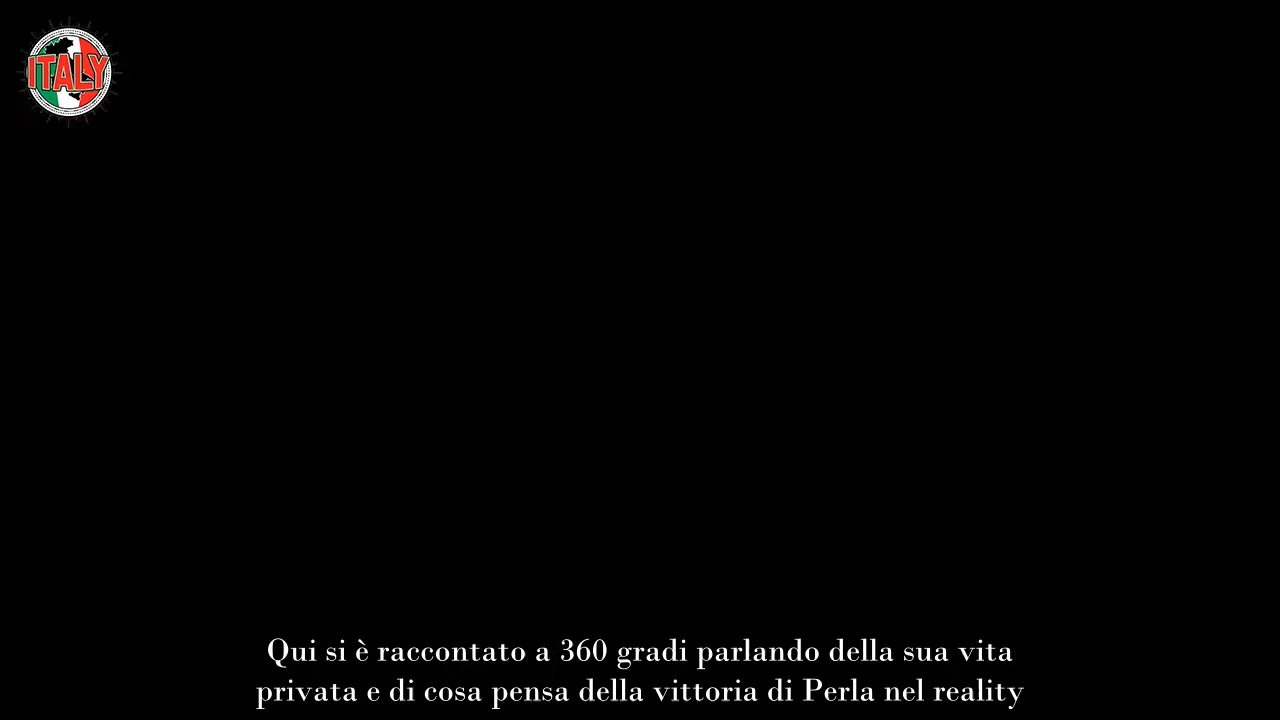 ITALY
Qui si è raccontato a 360 gradi parlando della sua vita
privata e di cosa pensa della vittoria di Perla nel reality